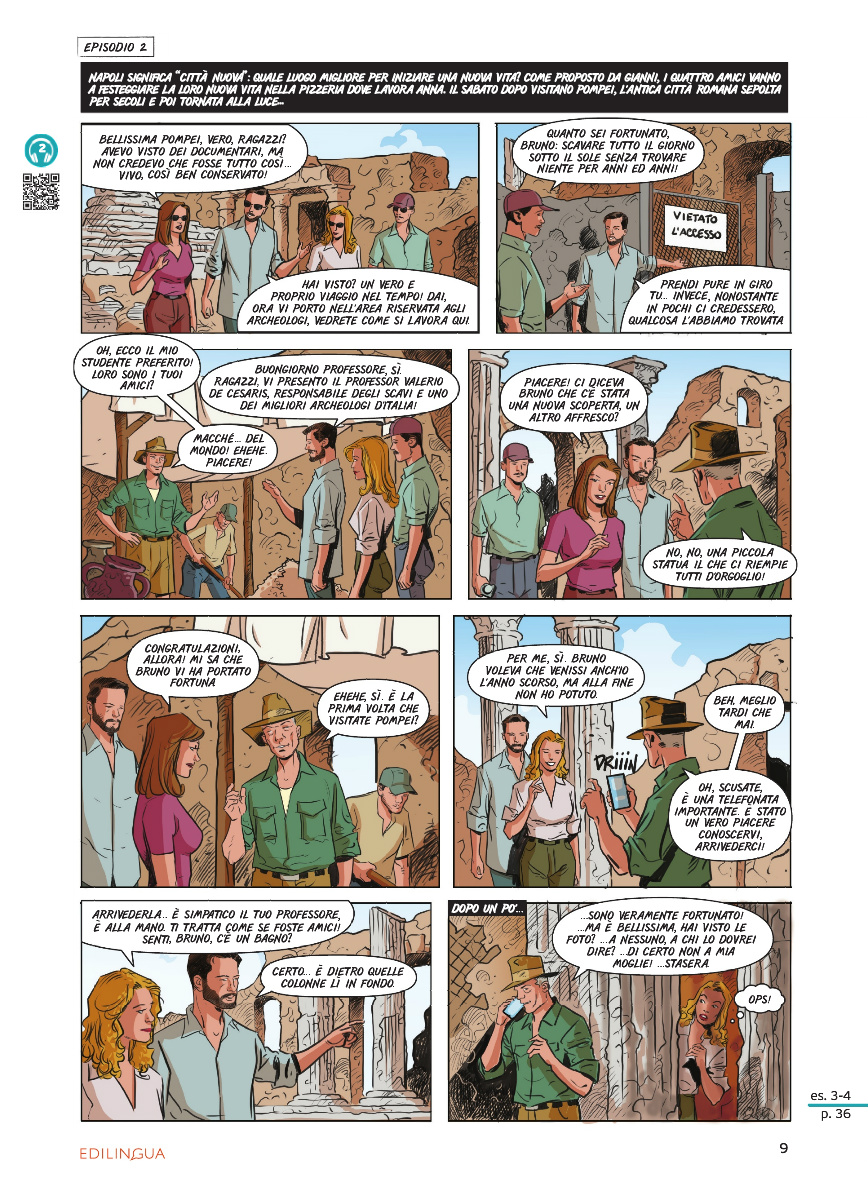 EPISODIO 2
NAPOLI SIGNIFICA "CITTÀ NUOVA": QUALE LUOGO MIGLIORE PER INIZIARE UNA NUOVA VITA? COME PROPOSTO DA GIANNI, I QUATTRO AMICI VANNO
A FESTEGGIARE LA LORO NUOVA VITA NELLA PIZZERIA DOVE LAVORA ANNA. IL SABATO DOPO VISITANO POMPEI, L'ANTICA CITTÀ ROMANA SEPOLTA
PER SECOLI E POI TORNATA ALLA LUCE...
2
BELLISSIMA POMPEI, VERO, RAGAZZI?
AVEVO VISTO DEI DOCUMENTARI, MA
NON CREDEVO CHE FOSSE TUTTO COSÌ...
VIVO, COSÌ BEN CONSERVATO!
HAI VISTO? UN VERO E
PROPRIO VIAGGIO NEL TEMPO! DAI,
ORA VI PORTO NELL'AREA RISERVATA AGLI
ARCHEOLOGI, VEDRETE COME SI LAVORA QUI.
QUANTO SEI FORTUNATO,
BRUNO: SCAVARE TUTTO IL GIORNO
SOTTO IL SOLE SENZA TROVARE
NIENTE PER ANNI ED ANNI!
VIETATO
L'ACCESSO
PRENDI PURE IN GIRO
TU... INVECE, NONOSTANTE
IN POCHI CI CREDESSERO,
QUALCOSA L'ABBIAMO TROVATA
OH, ECCO IL MIO
STUDENTE PREFERITO!
LORO SONO I TUOI
AMICI?
BUONGIORNO PROFESSORE, SÌ.
RAGAZZI, VI PRESENTO IL PROFESSOR VALERIO
DE CESARIS, RESPONSABILE DEGLI SCAVI E UNO
DEI MIGLIORI ARCHEOLOGI D'ITALIA!
MACCHÉ... DEL
MONDO! EHEHE.
PIACERE!
PIACERE! CI DICEVA
BRUNO CHE C'È STATA
UNA NUOVA SCOPERTA, UN
ALTRO AFFRESCO?
NO, NO, UNA PICCOLA
STATUA IL CHE CI RIEMPIE
TUTTI D'ORGOGLIO!
CONGRATULAZIONI,
ALLORA! MI SA CHE
BRUNO VI HA PORTATO
FORTUNA
EHEHE, SÌ. È LA
PRIMA VOLTA CHE
VISITATE POMPEI?
PER ME, SÌ. BRUNO
VOLEVA CHE VENISSI ANCH'IO
L'ANNO SCORSO, MA ALLA FINE
NON HO POTUTO.
BEH, MEGLIO
TARDI CHE
MAI.
DRIIIN
OH, SCUSATE,
È UNA TELEFONATA
IMPORTANTE. È STATO
UN VERO PIACERE
CONOSCERVI,
ARRIVEDERCI!
ARRIVEDERLA... È SIMPATICO IL TUO PROFESSORE,
È ALLA MANO. TI TRATTA COME SE FOSTE AMICI!
SENTI, BRUNO, C'È UN BAGNO?
CERTO... È DIETRO QUELLE
COLONNE LÌ IN FONDO.
DOPO UN PO'...
...SONO VERAMENTE FORTUNATO!
...MA È BELLISSIMA, HAI VISTO LE
FOTO? ...A NESSUNO, A CHI LO DOVREI
DIRE? ...DI CERTO NON A MIA
MOGLIE! ...STASERA.
OPS!
es. 3-4
p. 36
EDILINGUA
9